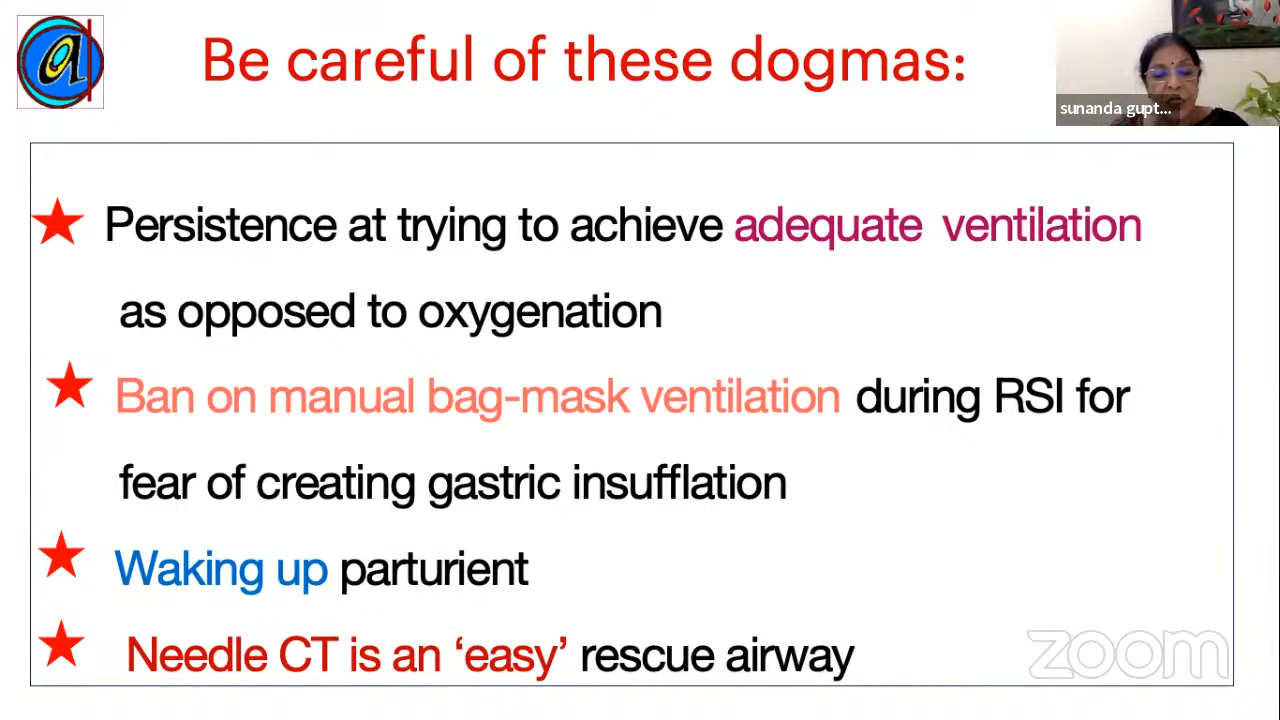 Be careful of these dogmas:
sunanda gupt...
★ Persistence at trying to achieve adequate ventilation
as opposed to oxygenation
★ Ban on manual bag-mask ventilation during RSI for
fear of creating gastric insufflation
★ Waking up parturient
★ Needle CT is an ‘easy’ rescue airway
zoom